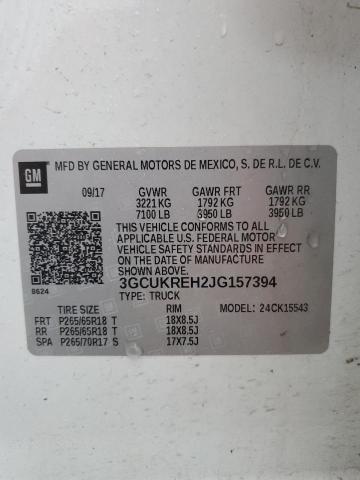 GM
MFD BY GENERAL MOTORS DE MEXICO, S. DE R.L. DE C.V.
09/17 GVWR GAWR FRT GAWR RR
3221 KG 1792 KG 1792 KG
7100 LB 3950 LB 3950 LB
THIS VEHICLE CONFORMS TO ALL
APPLICABLE U.S. FEDERAL MOTOR
VEHICLE SAFETY STANDARDS IN
EFFECT ON THE DATE OF MANUFACTURE
SHOWN ABOVE.
8624 3GCUKREH2JG157394
TYPE: TRUCK
TIRE SIZE RIM MODEL: 24CK15543
FRT P265/65R18 T 18X8.5J
RR P265/65R18 T 18X8.5J
SPA P265/70R17 S 17X7.5J